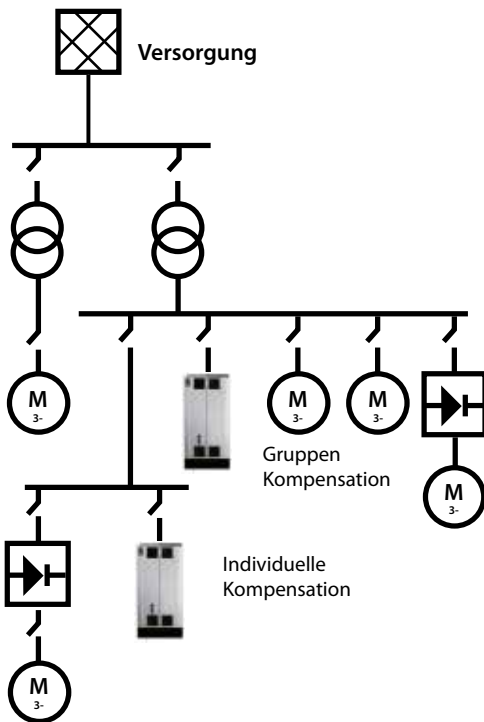 Versorgung
M
3-
M
3-
M
3-
M
3-
Gruppen
Kompensation
Individuelle
Kompensation
M
3-